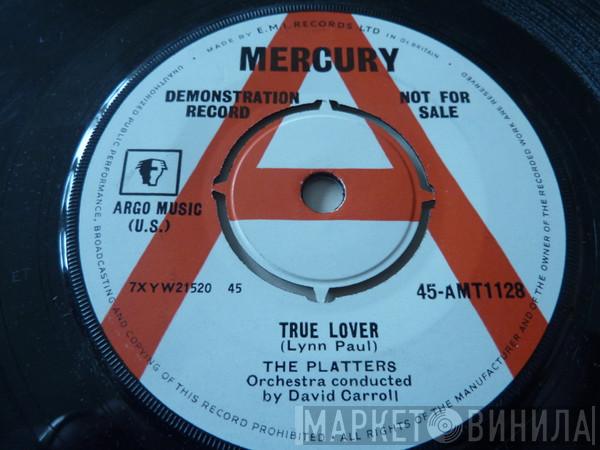 MADE BY E.M.I. RECORDS LTD IN GT BRITAIN
MERCURY
DEMONSTRATION
RECORD
NOT FOR
SALE
ARGO MUSIC
(U.S.)
7XYW21520 45
45-AMT1128
TRUE LOVER
(Lynn Paul)
THE PLATTERS
Orchestra conducted
by David Carroll
UNAUTHORIZED PUBLIC PERFORMANCE, BROADCASTING AND COPYING OF THIS RECORD PROHIBITED · ALL RIGHTS OF THE MANUFACTURER AND OF THE OWNER OF THE RECORDED WORK ARE RESERVED
ET
МАРКЕТ ВИНИЛА